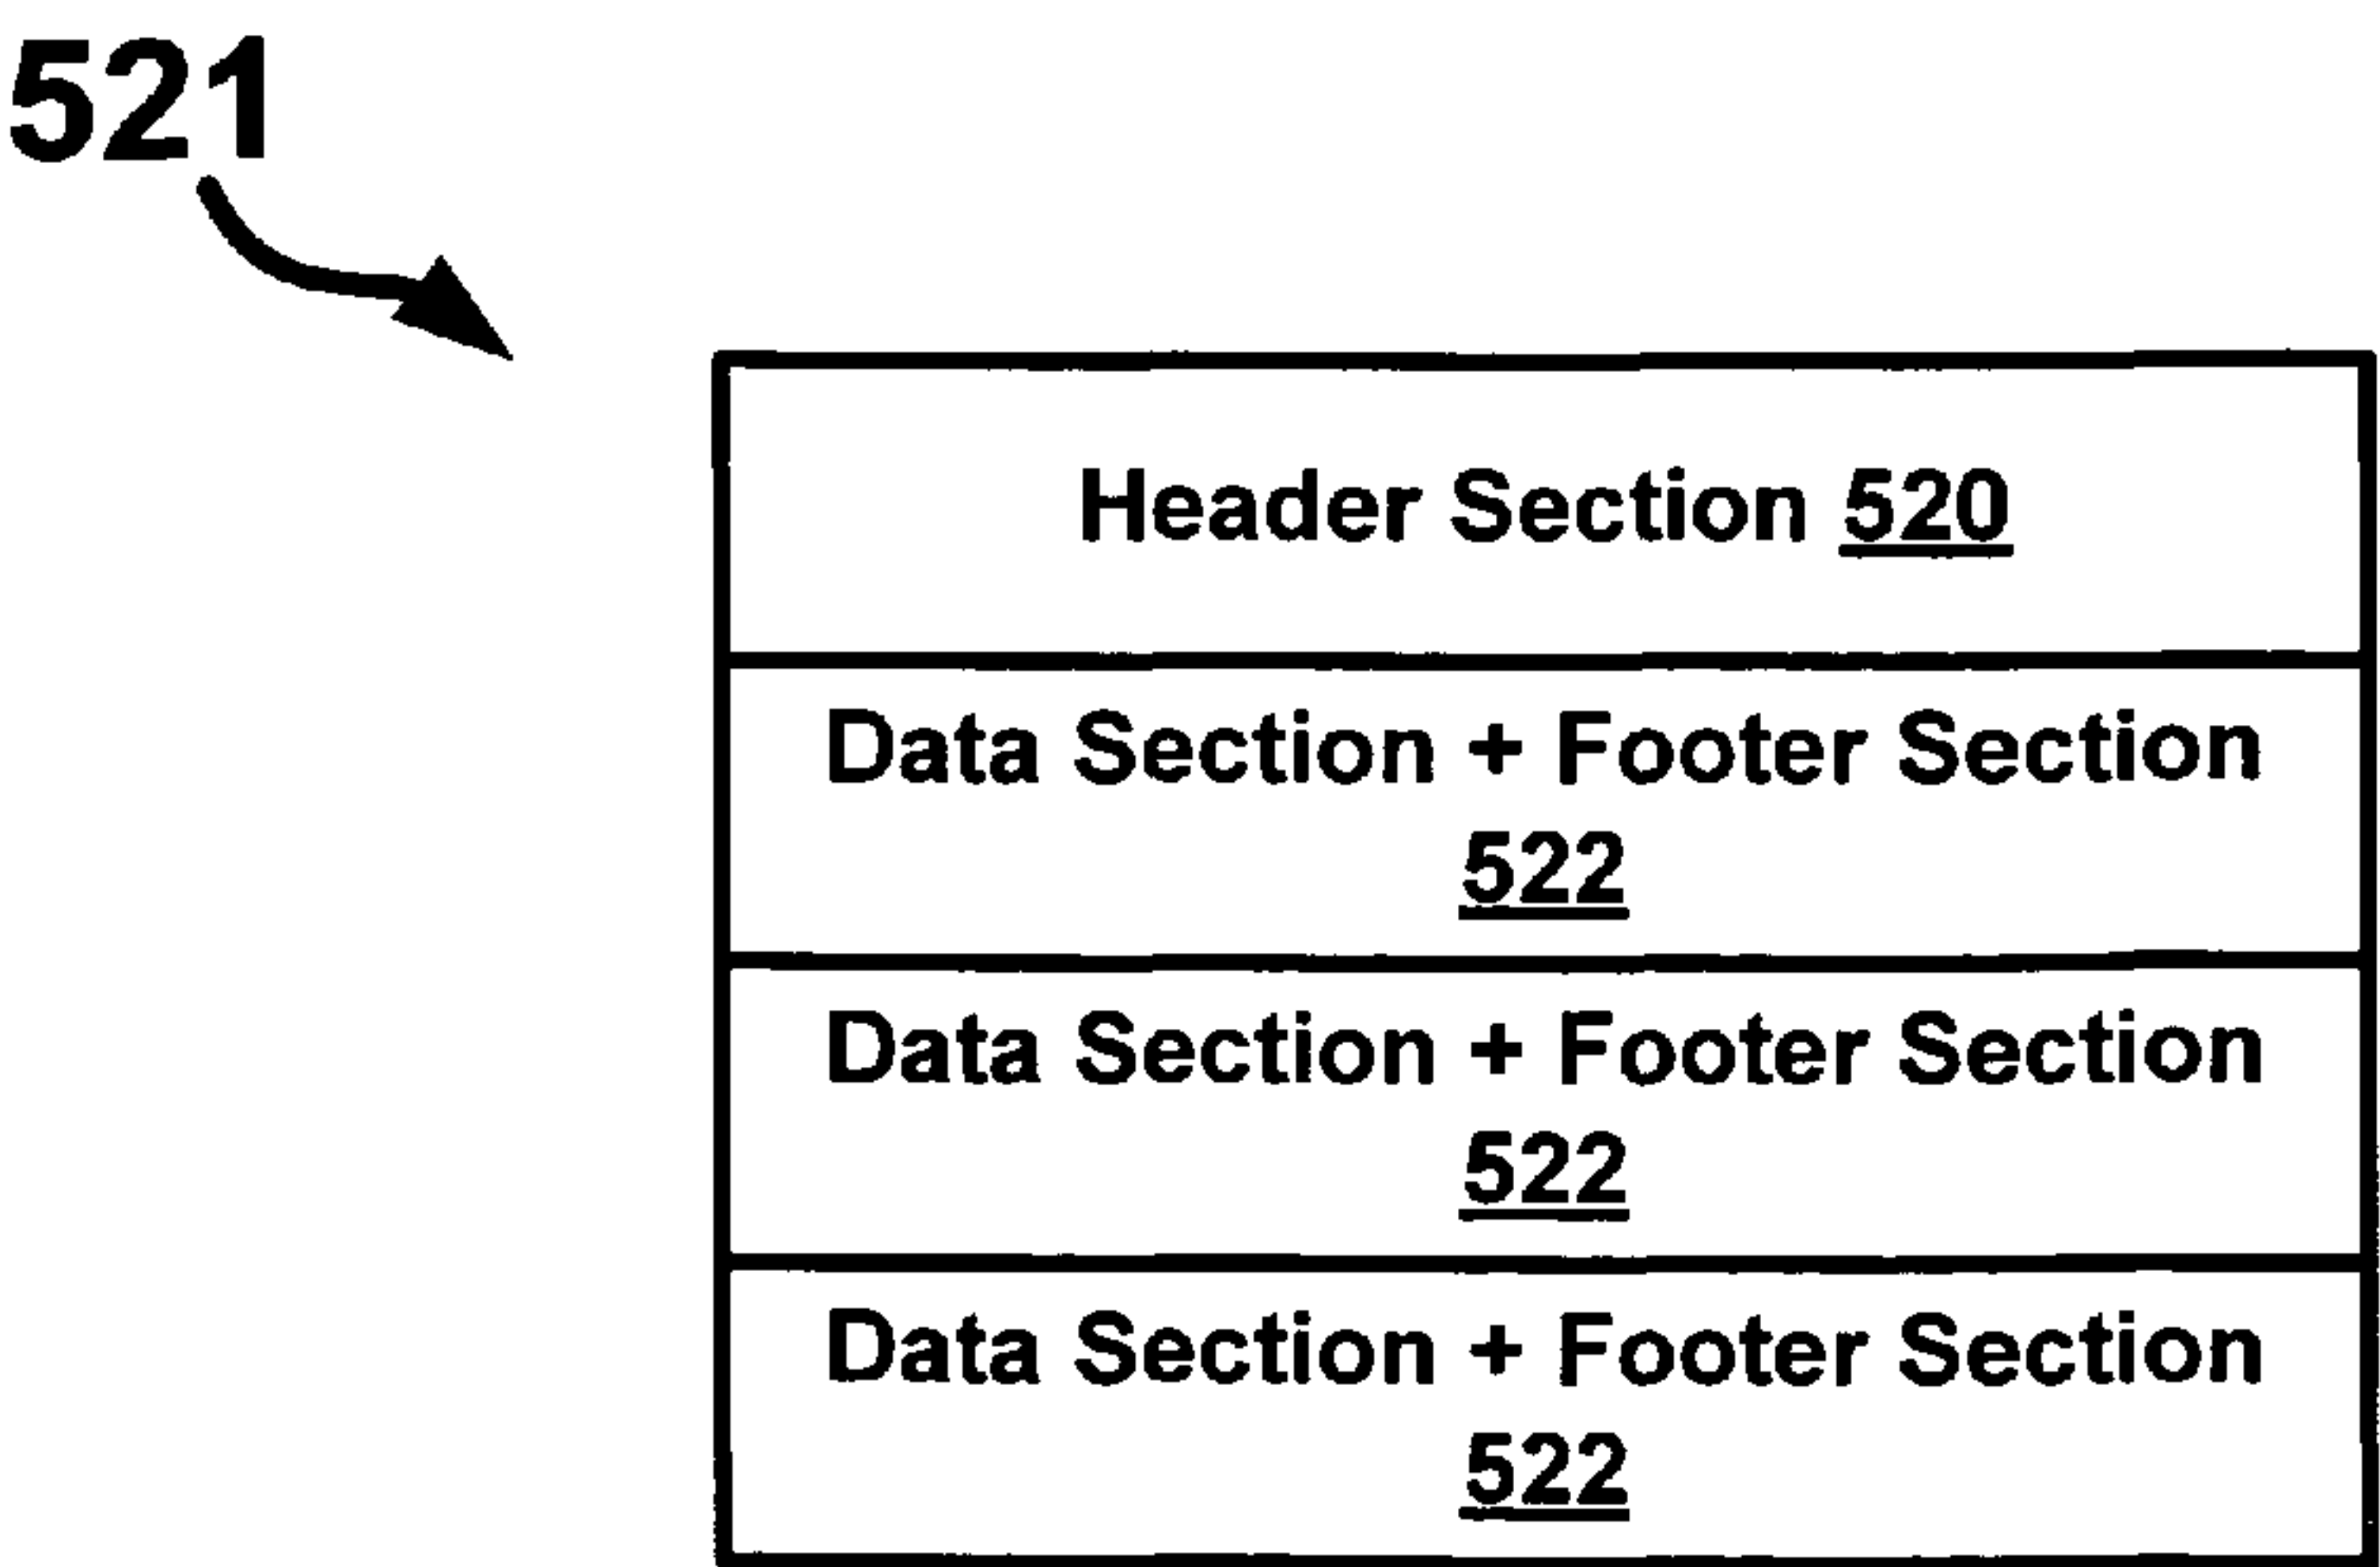 521
Header Section 520
Data Section + Footer Section
522
Data Section + Footer Section
522
Data Section + Footer Section
522